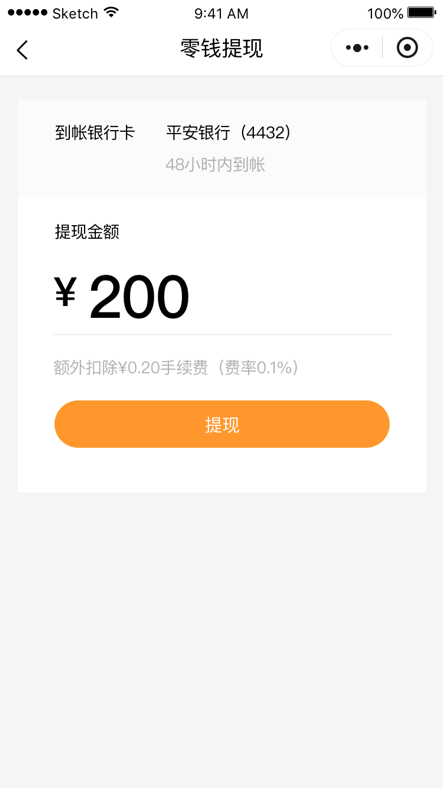 Sketch 9:41 AM 100%
零钱提现
到帐银行卡 平安银行（4432）
48小时内到帐
提现金额
¥ 200
额外扣除¥0.20手续费（费率0.1%）
提现